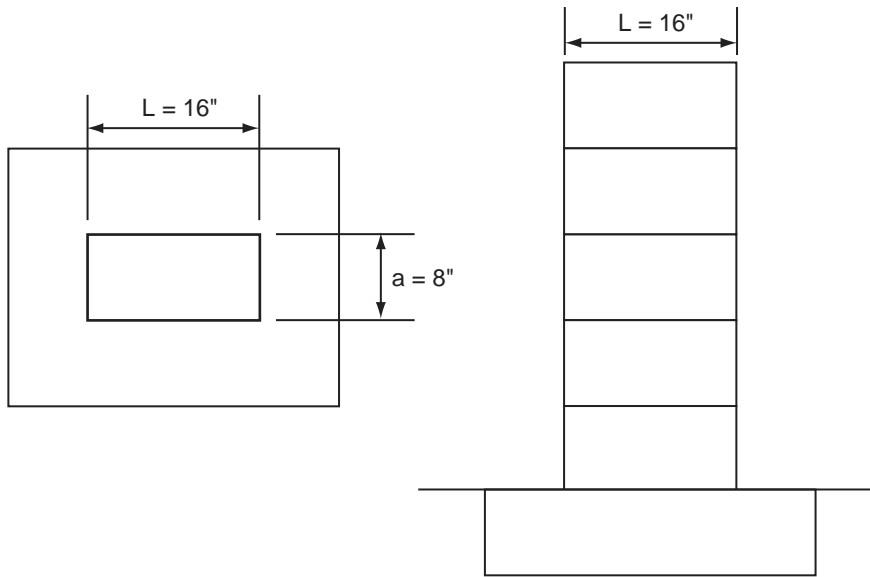 L = 16"
L = 16"
a = 8"